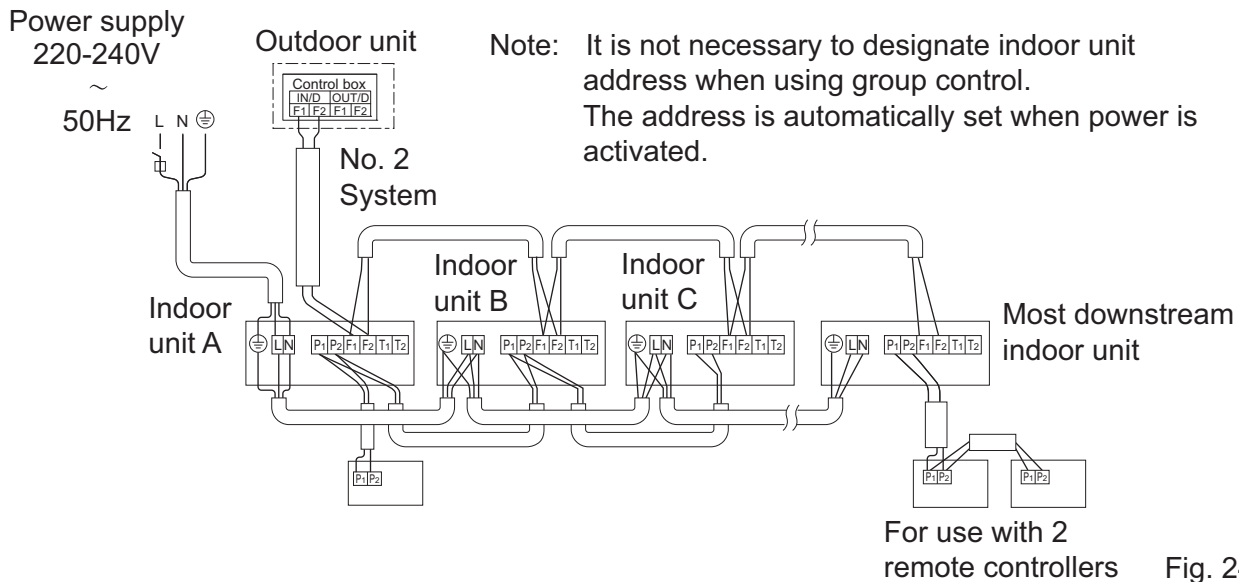 Power supply
220-240V
~
50Hz
L N
Outdoor unit
Control box
IN/D OUT/D
F1 F2 F1 F2
Note: It is not necessary to designate indoor unit
address when using group control.
The address is automatically set when power is
activated.
No. 2
System
Indoor
unit A
Indoor
unit B
Indoor
unit C
Most downstream
indoor unit
L N P1 P2 F1 F2 T1 T2
L N P1 P2 F1 F2 T1 T2
L N P1 P2 F1 F2 T1 T2
L N P1 P2 F1 F2 T1 T2
P1 P2
P1 P2
P1 P2
For use with 2
remote controllers
Fig. 24